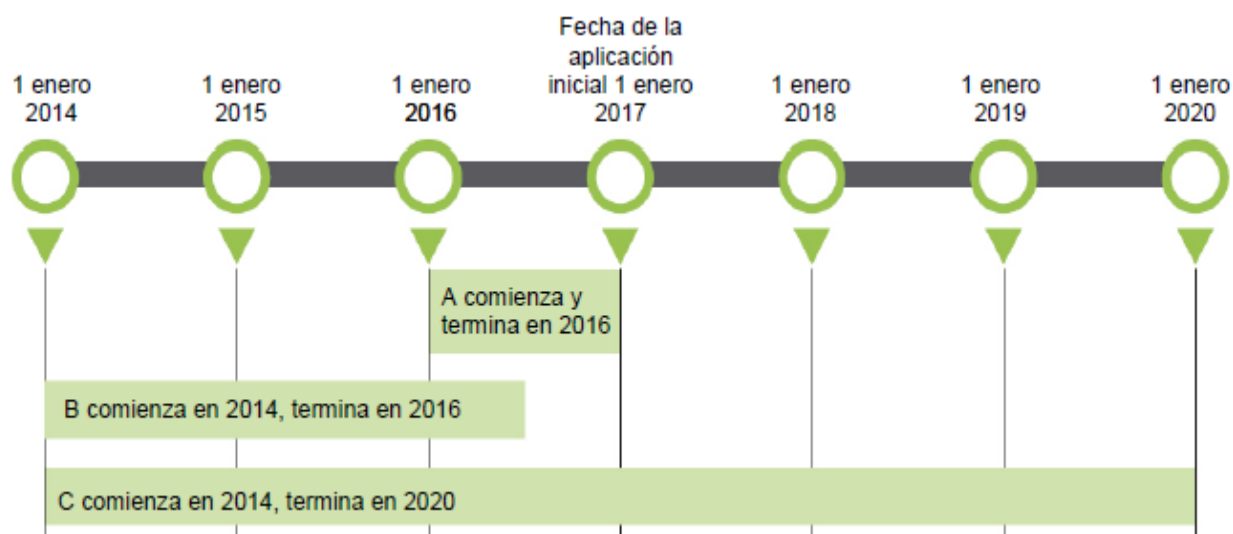 Fecha de la
aplicación
1 enero 1 enero 1 enero inicial 1 enero 1 enero 1 enero 1 enero
2014 2015 2016 2017 2018 2019 2020
A comienza y
termina en 2016
B comienza en 2014, termina en 2016
C comienza en 2014, termina en 2020